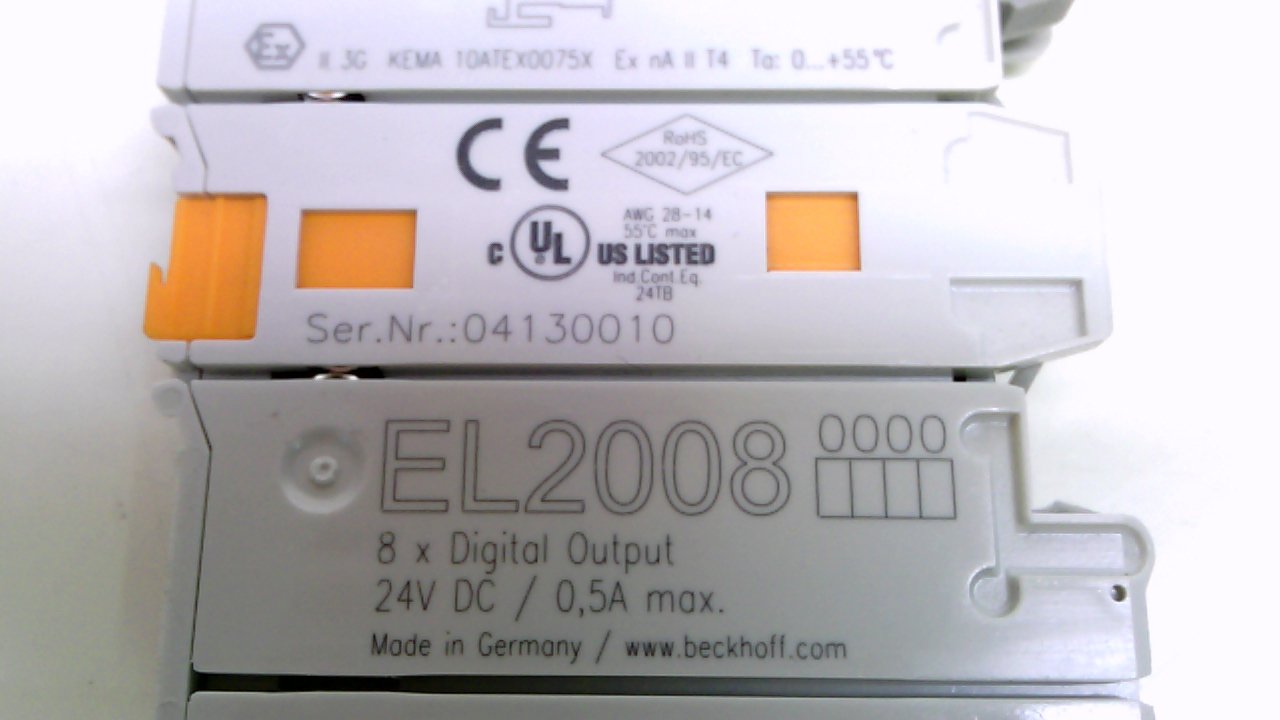 Ex II 3G KEMA 10ATEX0075X Ex nA II T4 Ta: 0...+55°C
CE
RoHS
2002/95/EC
AWG 28-14
55°C max
C UL US LISTED
Ind.Cont.Eq.
24TB
Ser.Nr.:04130010
EL2008
0000
8 x Digital Output
24V DC / 0,5A max.
Made in Germany / www.beckhoff.com